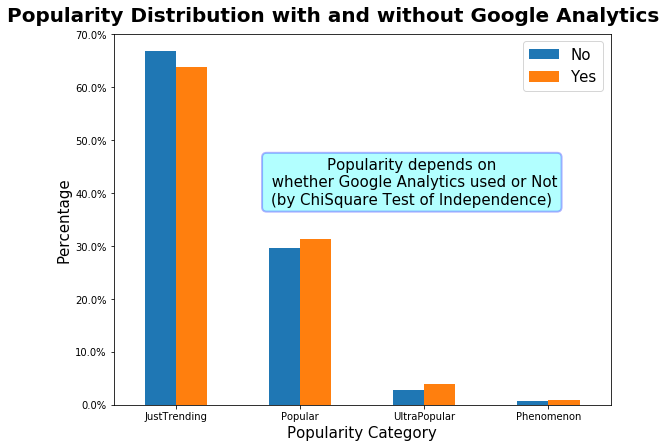 Popularity Distribution with and without Google Analytics
70.0%
60.0%
50.0%
40.0%
30.0%
20.0%
10.0%
0.0%
Percentage
No
Yes
Popularity depends on
whether Google Analytics used or Not
(by ChiSquare Test of Independence)
JustTrending
Popular
UltraPopular
Phenomenon
Popularity Category